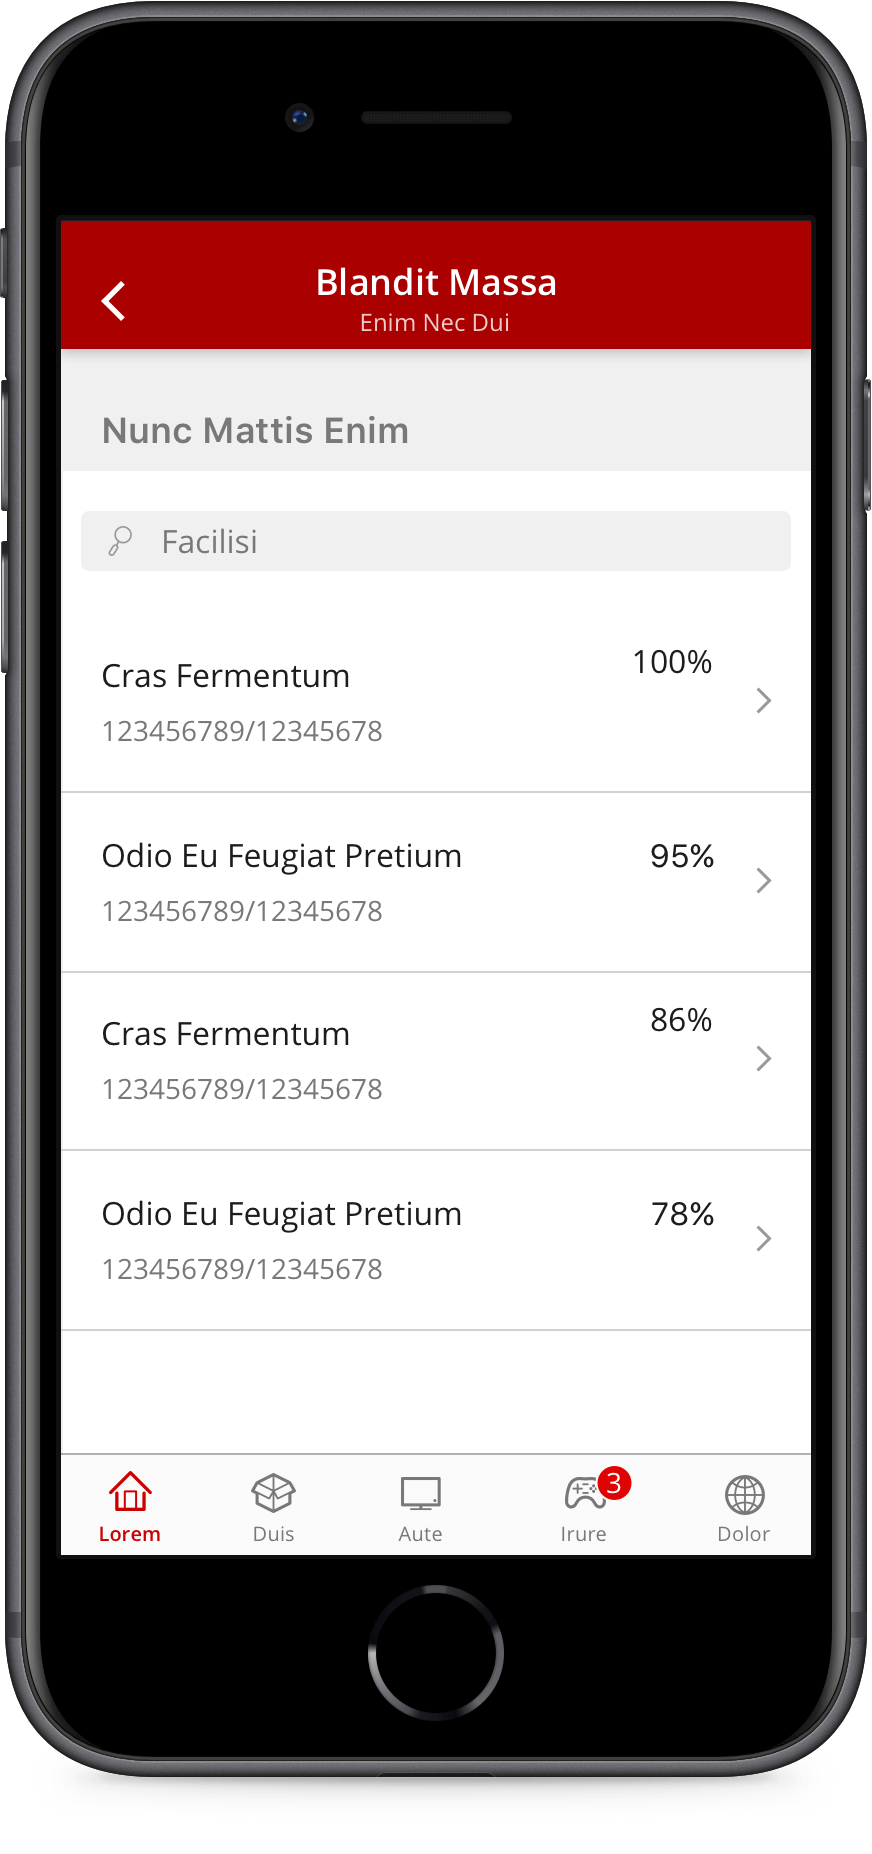 Blandit Massa
Enim Nec Dui
Nunc Mattis Enim
Facilisi
Cras Fermentum 100%
123456789/12345678
Odio Eu Feugiat Pretium 95%
123456789/12345678
Cras Fermentum 86%
123456789/12345678
Odio Eu Feugiat Pretium 78%
123456789/12345678
3
Lorem Duis Aute Irure Dolor